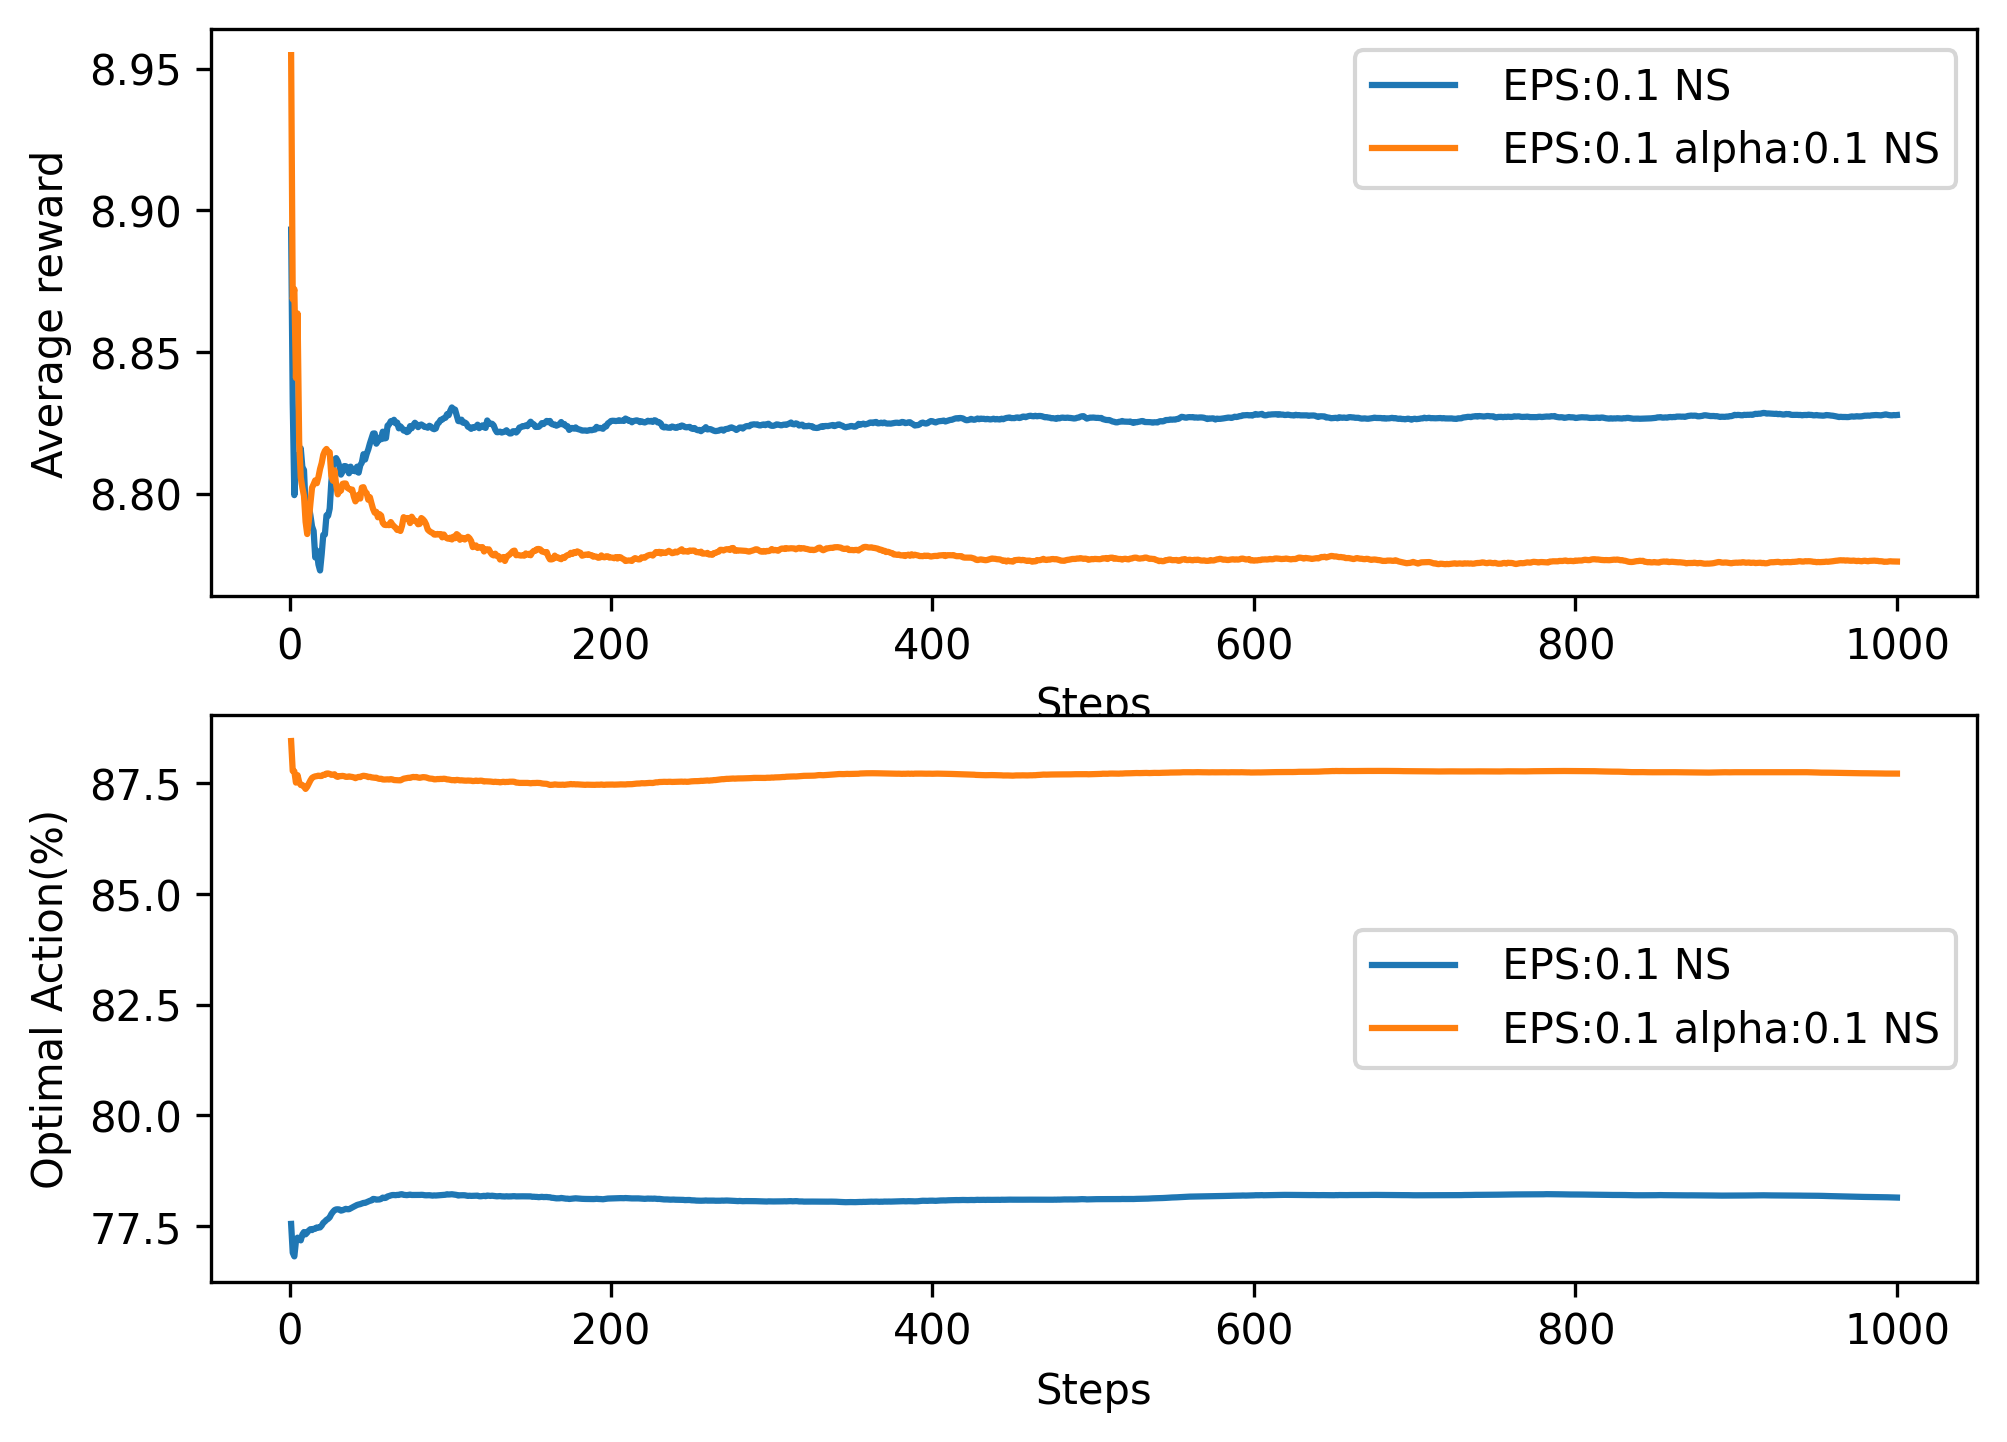 Average reward
8.95
8.90
8.85
8.80
EPS:0.1 NS
EPS:0.1 alpha:0.1 NS
0 200 400 600 800 1000
Steps
Optimal Action(%)
87.5
85.0
82.5
80.0
77.5
EPS:0.1 NS
EPS:0.1 alpha:0.1 NS
0 200 400 600 800 1000
Steps